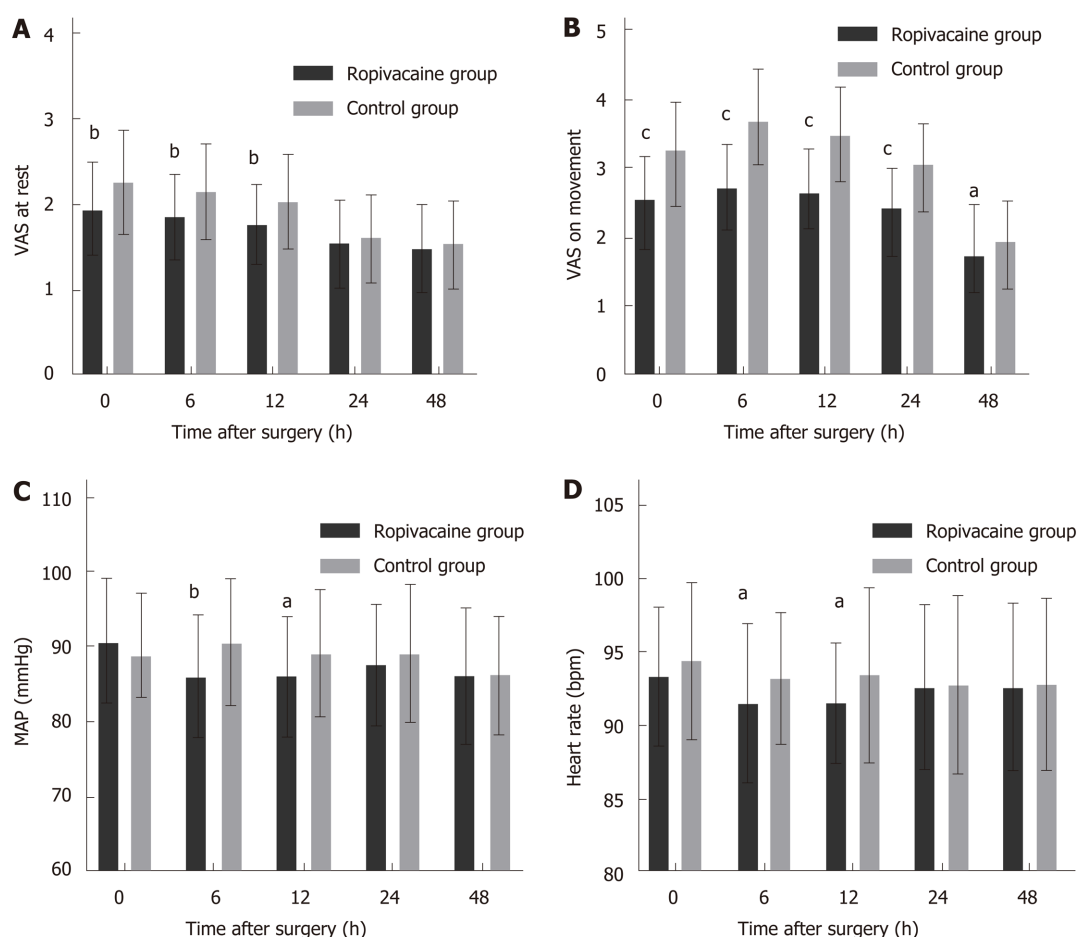 A
4
3
2
1
0
VAS at rest
Ropivacaine group
Control group
b
b
b
0 6 12 24 48
Time after surgery (h)
B
5
4
3
2
1
0
VAS on movement
Ropivacaine group
Control group
c
c
c
c
a
0 6 12 24 48
Time after surgery (h)
C
110
100
90
80
70
60
MAP (mmHg)
Ropivacaine group
Control group
b
a
0 6 12 24 48
Time after surgery (h)
D
105
100
95
90
85
80
Heart rate (bpm)
Ropivacaine group
Control group
a
a
0 6 12 24 48
Time after surgery (h)